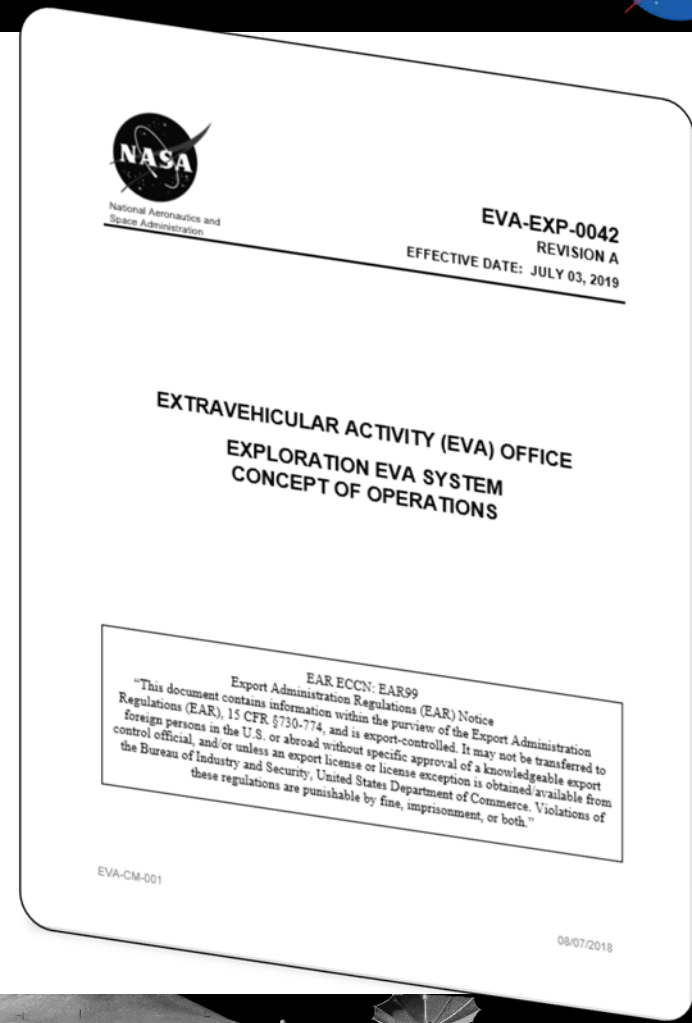 NASA
National Aeronautics and
Space Administration
EVA-EXP-0042
REVISION A
EFFECTIVE DATE: JULY 03, 2019
EXTRAVEHICULAR ACTIVITY (EVA) OFFICE
EXPLORATION EVA SYSTEM
CONCEPT OF OPERATIONS
EAR ECCN: EAR99
Export Administration Regulations (EAR) Notice
“This document contains information within the purview of the Export Administration
Regulations (EAR), 15 CFR §730-774, and is export-controlled. It may not be transferred to
foreign persons in the U.S. or abroad without specific approval of a knowledgeable export
control official, and/or unless an export license or license exception is obtained/available from
the Bureau of Industry and Security, United States Department of Commerce. Violations of
these regulations are punishable by fine, imprisonment, or both.”
EVA-CM-001
08/07/2018